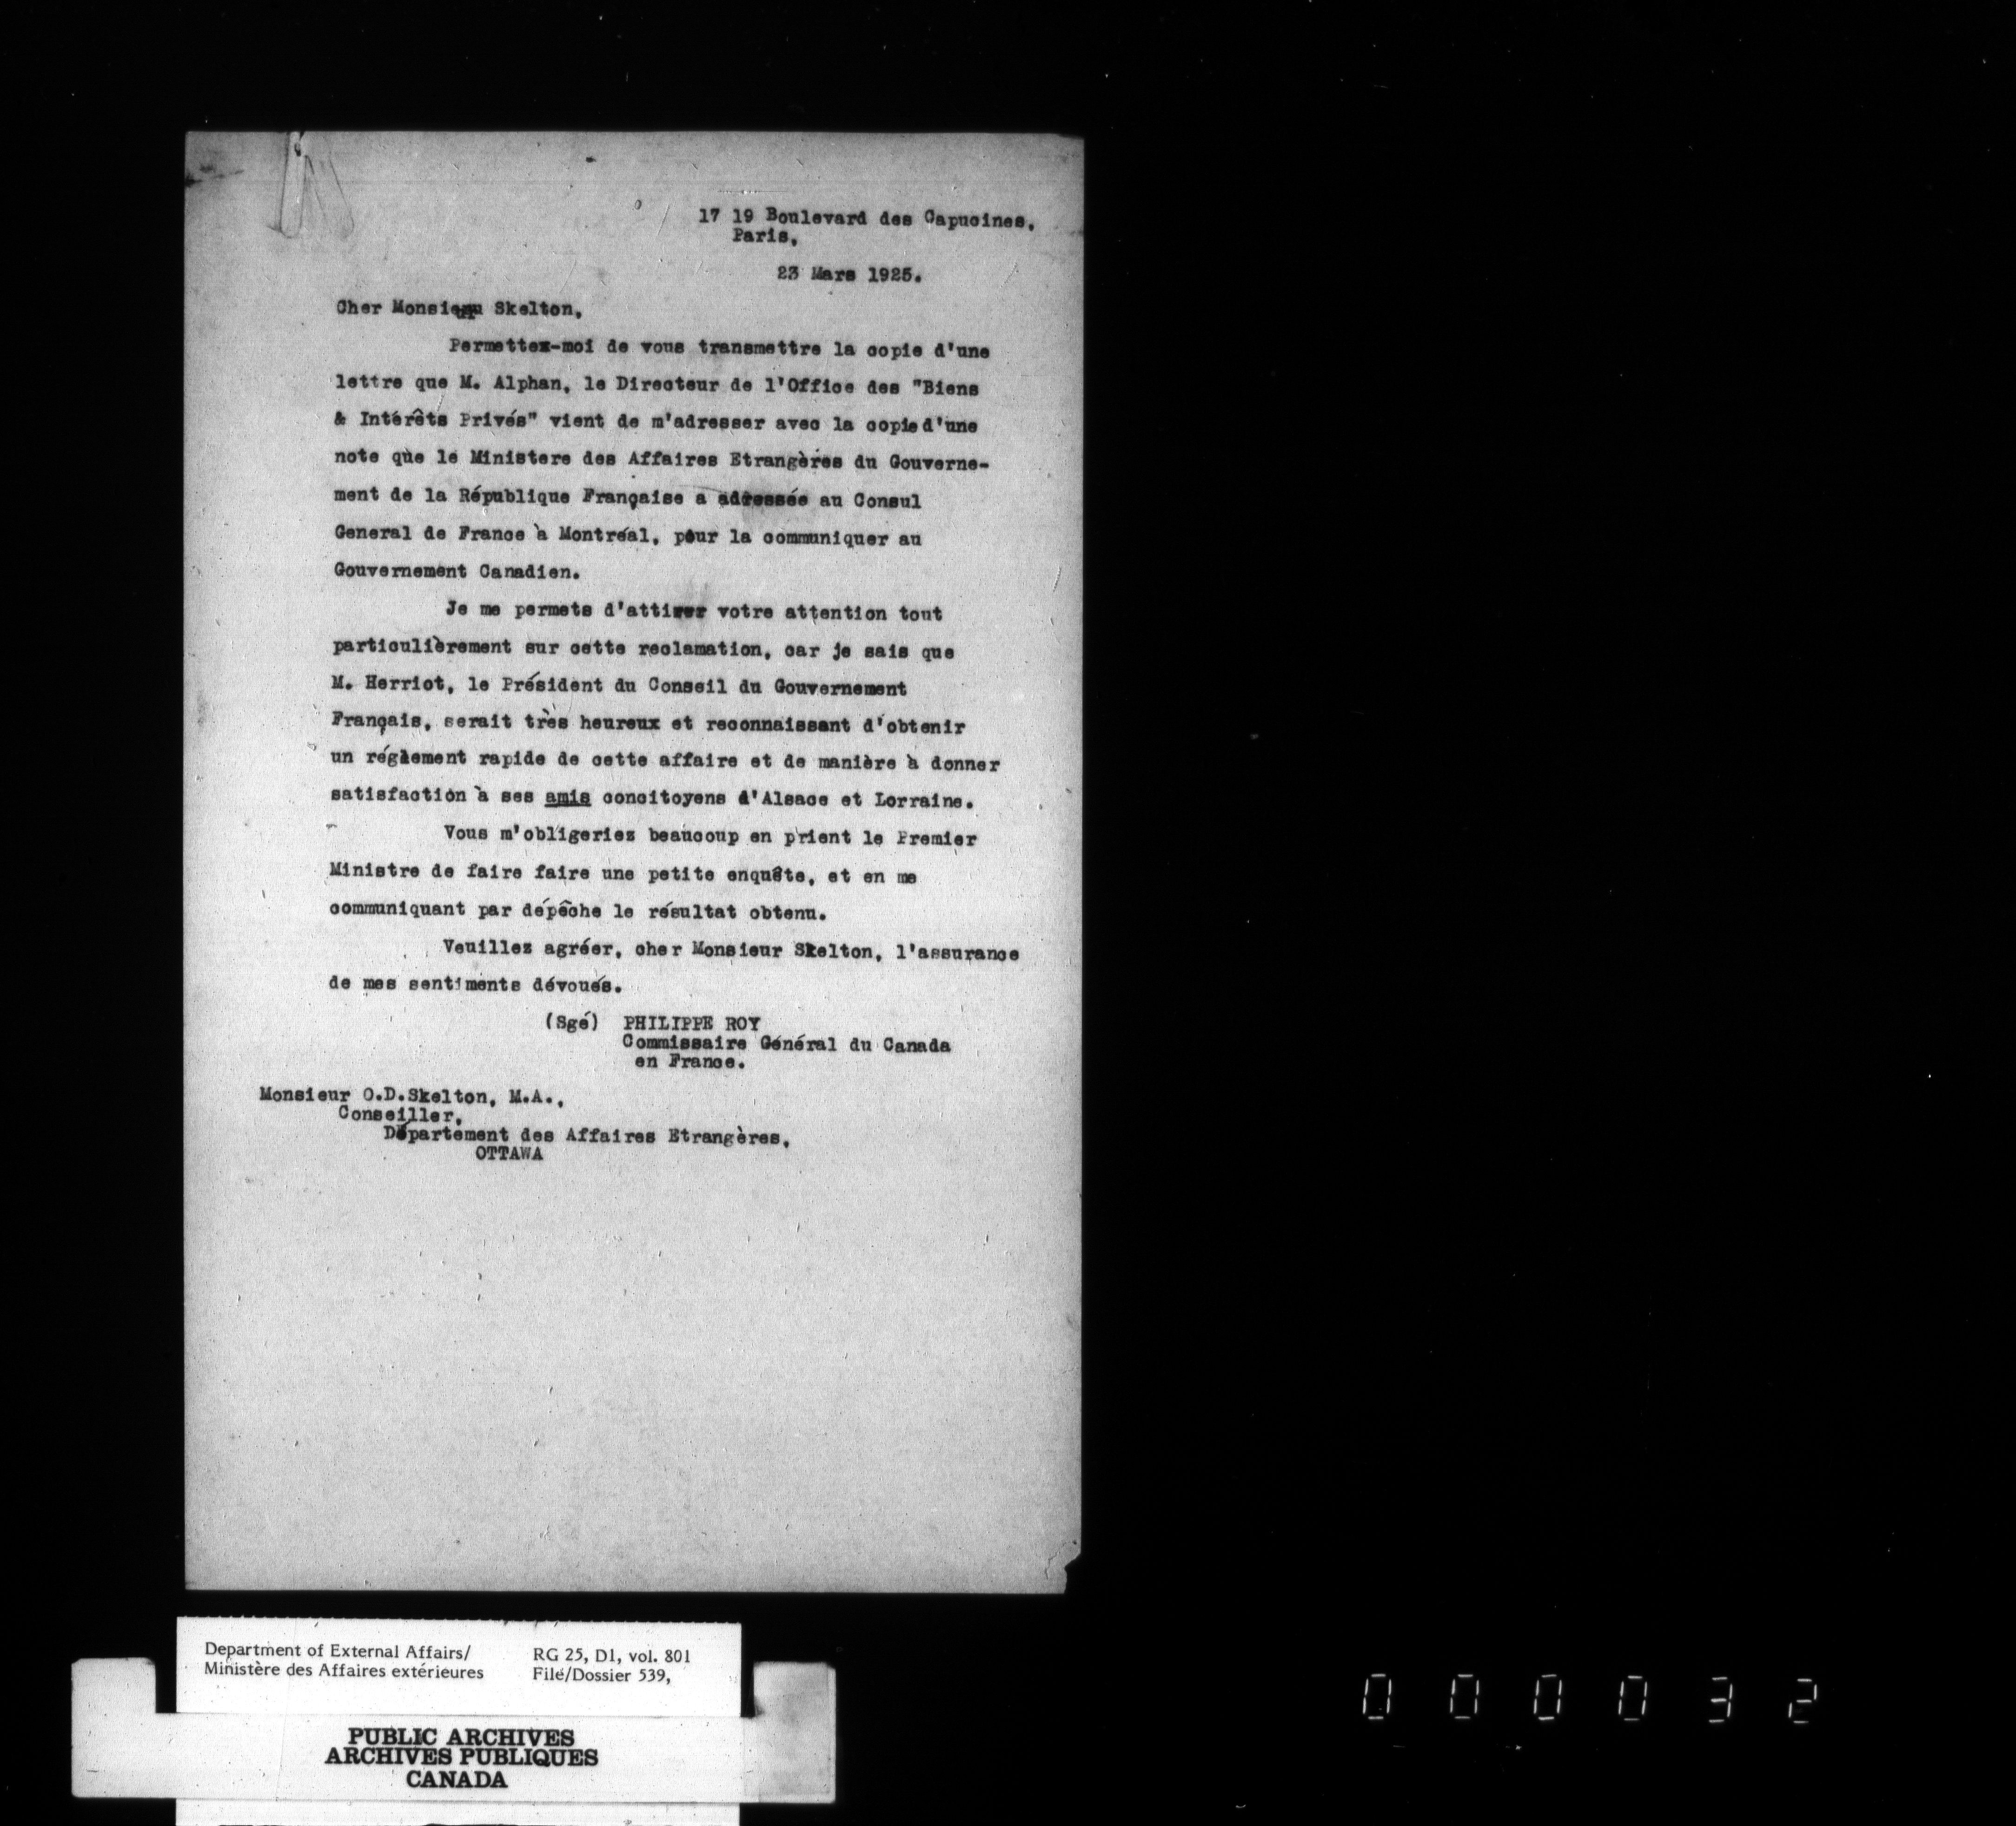 17 19 Boulevard des Capucines,
Paris,
23 Mars 1925.
Cher Monsieur Skelton,
Permettez-moi de vous transmettre la copie d'une
lettre que M. Alphan, le Directeur de l'Office des "Biens
& Intérêts Privés" vient de m'adresser avec la copie d'une
note que le Ministere des Affaires Etrangères du Gouverne-
ment de la République Française a adressée au Consul
General de France à Montréal, pour la communiquer au
Gouvernement Canadien.
Je me permets d'attirer votre attention tout
particulièrement sur cette reclamation, car je sais que
M. Herriot, le Président du Conseil du Gouvernement
Français, serait très heureux et reconnaissant d'obtenir
un réglement rapide de cette affaire et de manière à donner
satisfaction à ses amis concitoyens d'Alsace et Lorraine.
Vous m'obligeriez beaucoup en prient le Premier
Ministre de faire faire une petite enquête, et en me
communiquant par dépêche le résultat obtenu.
Veuillez agréer, cher Monsieur Skelton, l'assurance
de mes sentiments dévoués.
(Sgé) PHILIPPE ROY
Commissaire Général du Canada
en France.
Monsieur O.D.Skelton, M.A.,
Conseiller,
Département des Affaires Etrangères,
OTTAWA
Department of External Affairs/ RG 25, D1, vol. 801
Ministère des Affaires extérieures File/Dossier 539,
PUBLIC ARCHIVES
ARCHIVES PUBLIQUES
CANADA
0 0 0 0 3 2